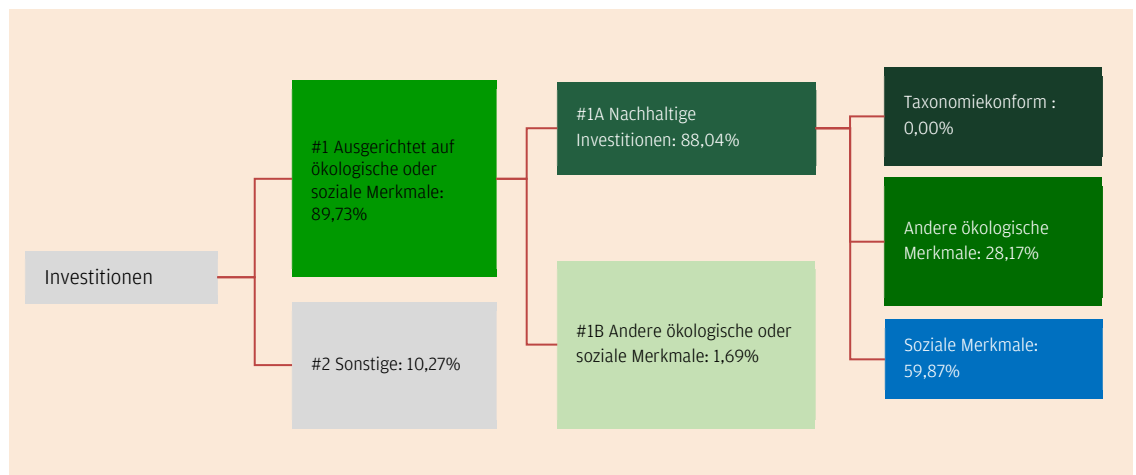 Investitionen
#1 Ausgerichtet auf
ökologische oder
soziale Merkmale:
89,73%
#2 Sonstige: 10,27%
#1A Nachhaltige
Investitionen: 88,04%
#1B Andere ökologische oder
soziale Merkmale: 1,69%
Taxonomiekonform :
0,00%
Andere ökologische
Merkmale: 28,17%
Soziale Merkmale:
59,87%